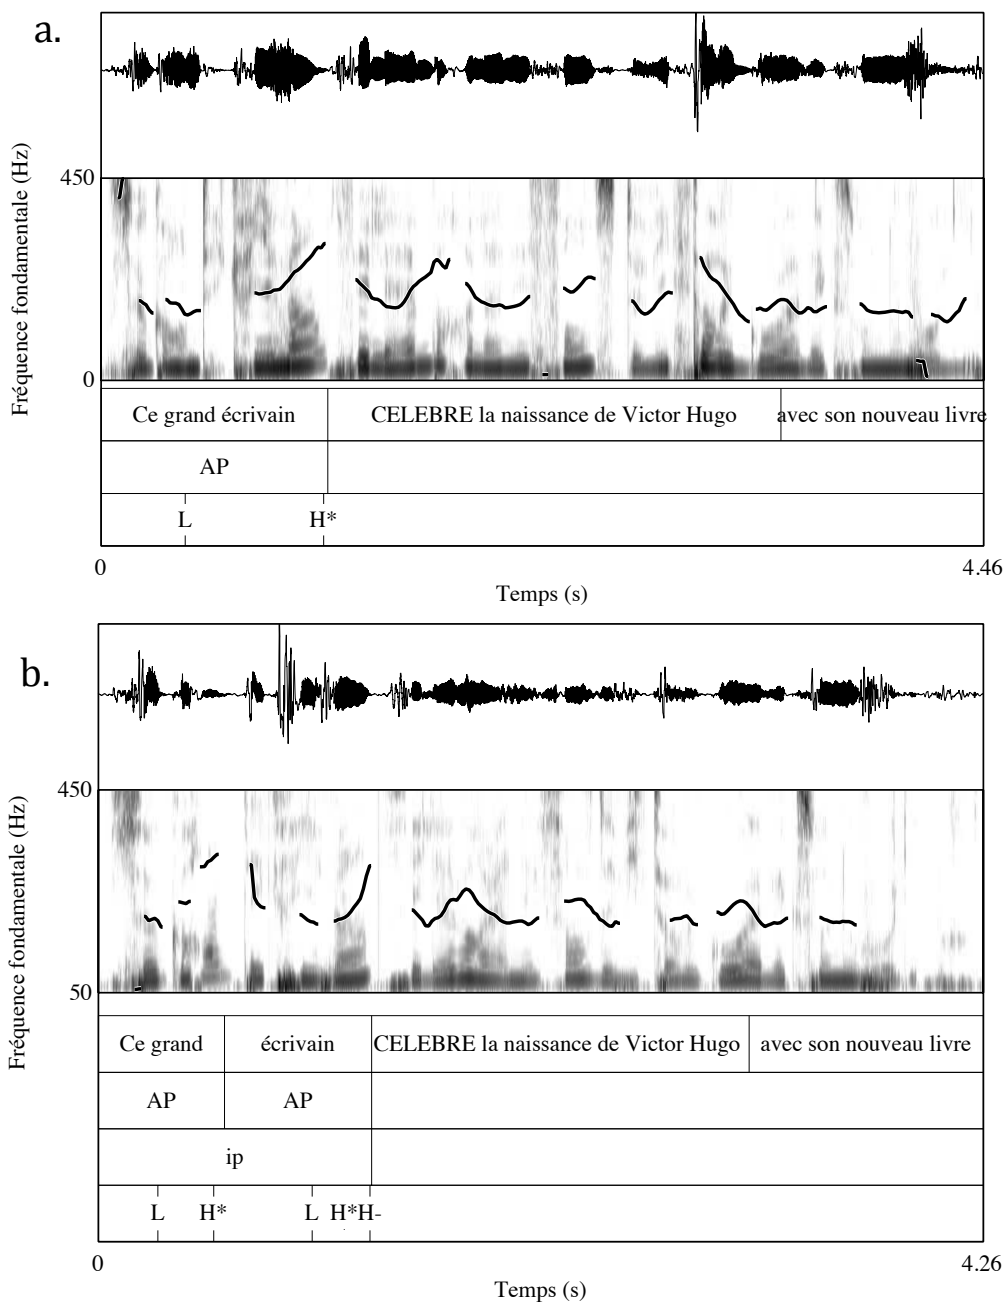 a.
Fréquence fondamentale (Hz)
450
0
Ce grand écrivain CELEBRE la naissance de Victor Hugo avec son nouveau livre
AP
L H*
0 4.46
Temps (s)
b.
Fréquence fondamentale (Hz)
450
50
Ce grand écrivain CELEBRE la naissance de Victor Hugo avec son nouveau livre
AP AP
ip
L H* L H*H-
0 4.26
Temps (s)